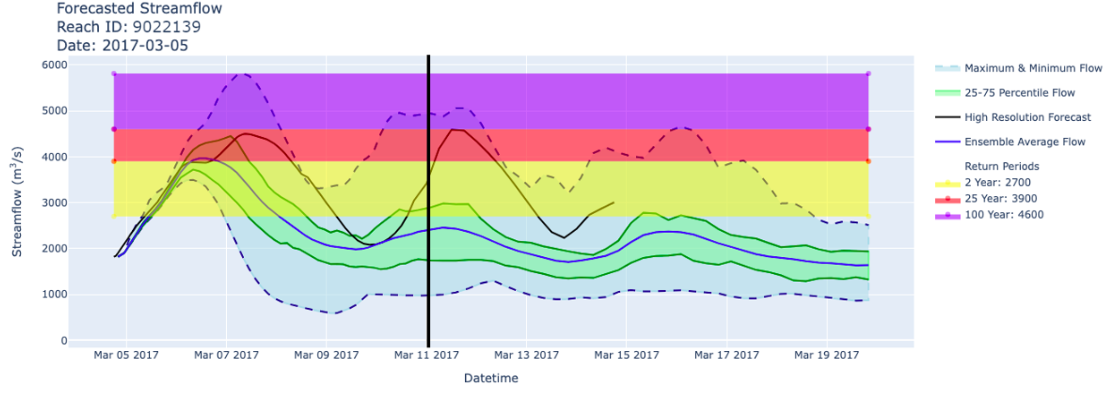 Forecasted Streamflow
Reach ID: 9022139
Date: 2017-03-05
Streamflow (m³/s)
6000
5000
4000
3000
2000
1000
0
Mar 05 2017 Mar 07 2017 Mar 09 2017 Mar 11 2017 Mar 13 2017 Mar 15 2017 Mar 17 2017 Mar 19 2017
Datetime
Maximum & Minimum Flow
25-75 Percentile Flow
High Resolution Forecast
Ensemble Average Flow
Return Periods
2 Year: 2700
25 Year: 3900
100 Year: 4600